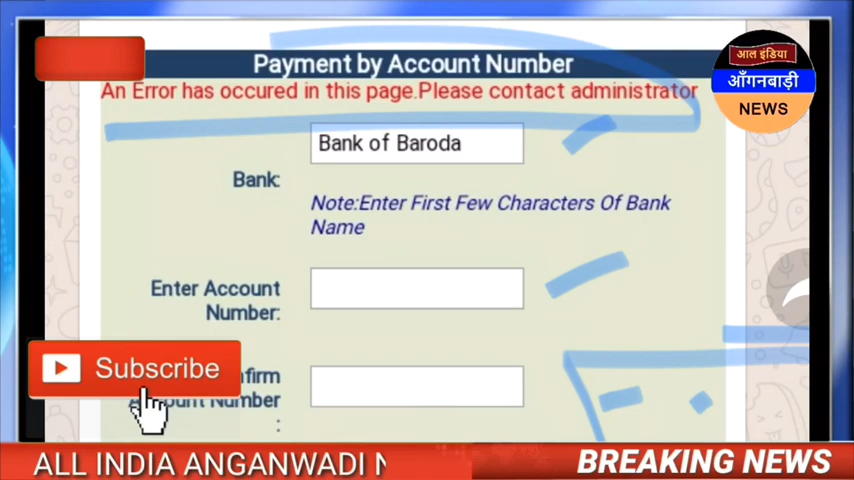 Payment by Account Number
An Error has occured in this page.Please contact administrator
आल इंडिया
आँगनबाड़ी
NEWS
Bank of Baroda
Bank:
Note:Enter First Few Characters Of Bank
Name
Enter Account
Number:
Subscribe
Number
:
ALL INDIA ANGANWADI
BREAKING NEWS